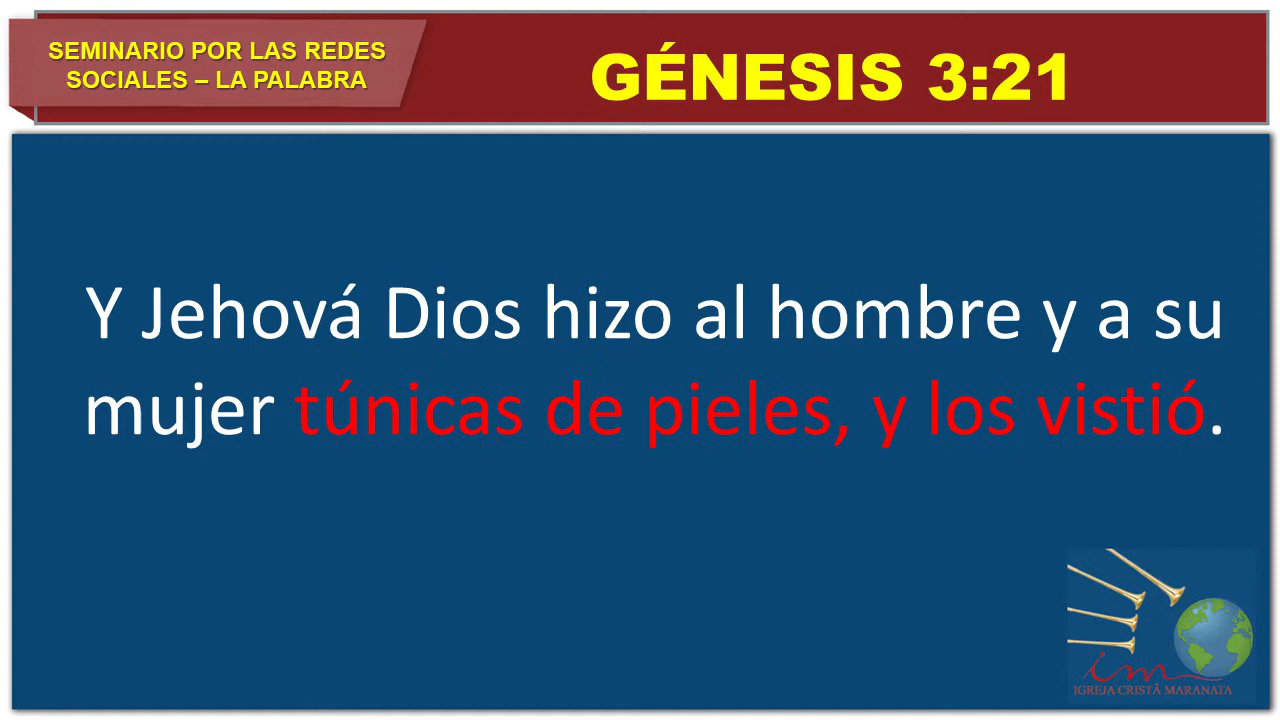 SEMINARIO POR LAS REDES
SOCIALES – LA PALABRA
GÉNESIS 3:21
Y Jehová Dios hizo al hombre y a su
mujer túnicas de pieles, y los vistió.
im
IGREJA CRISTÃ MARANATA